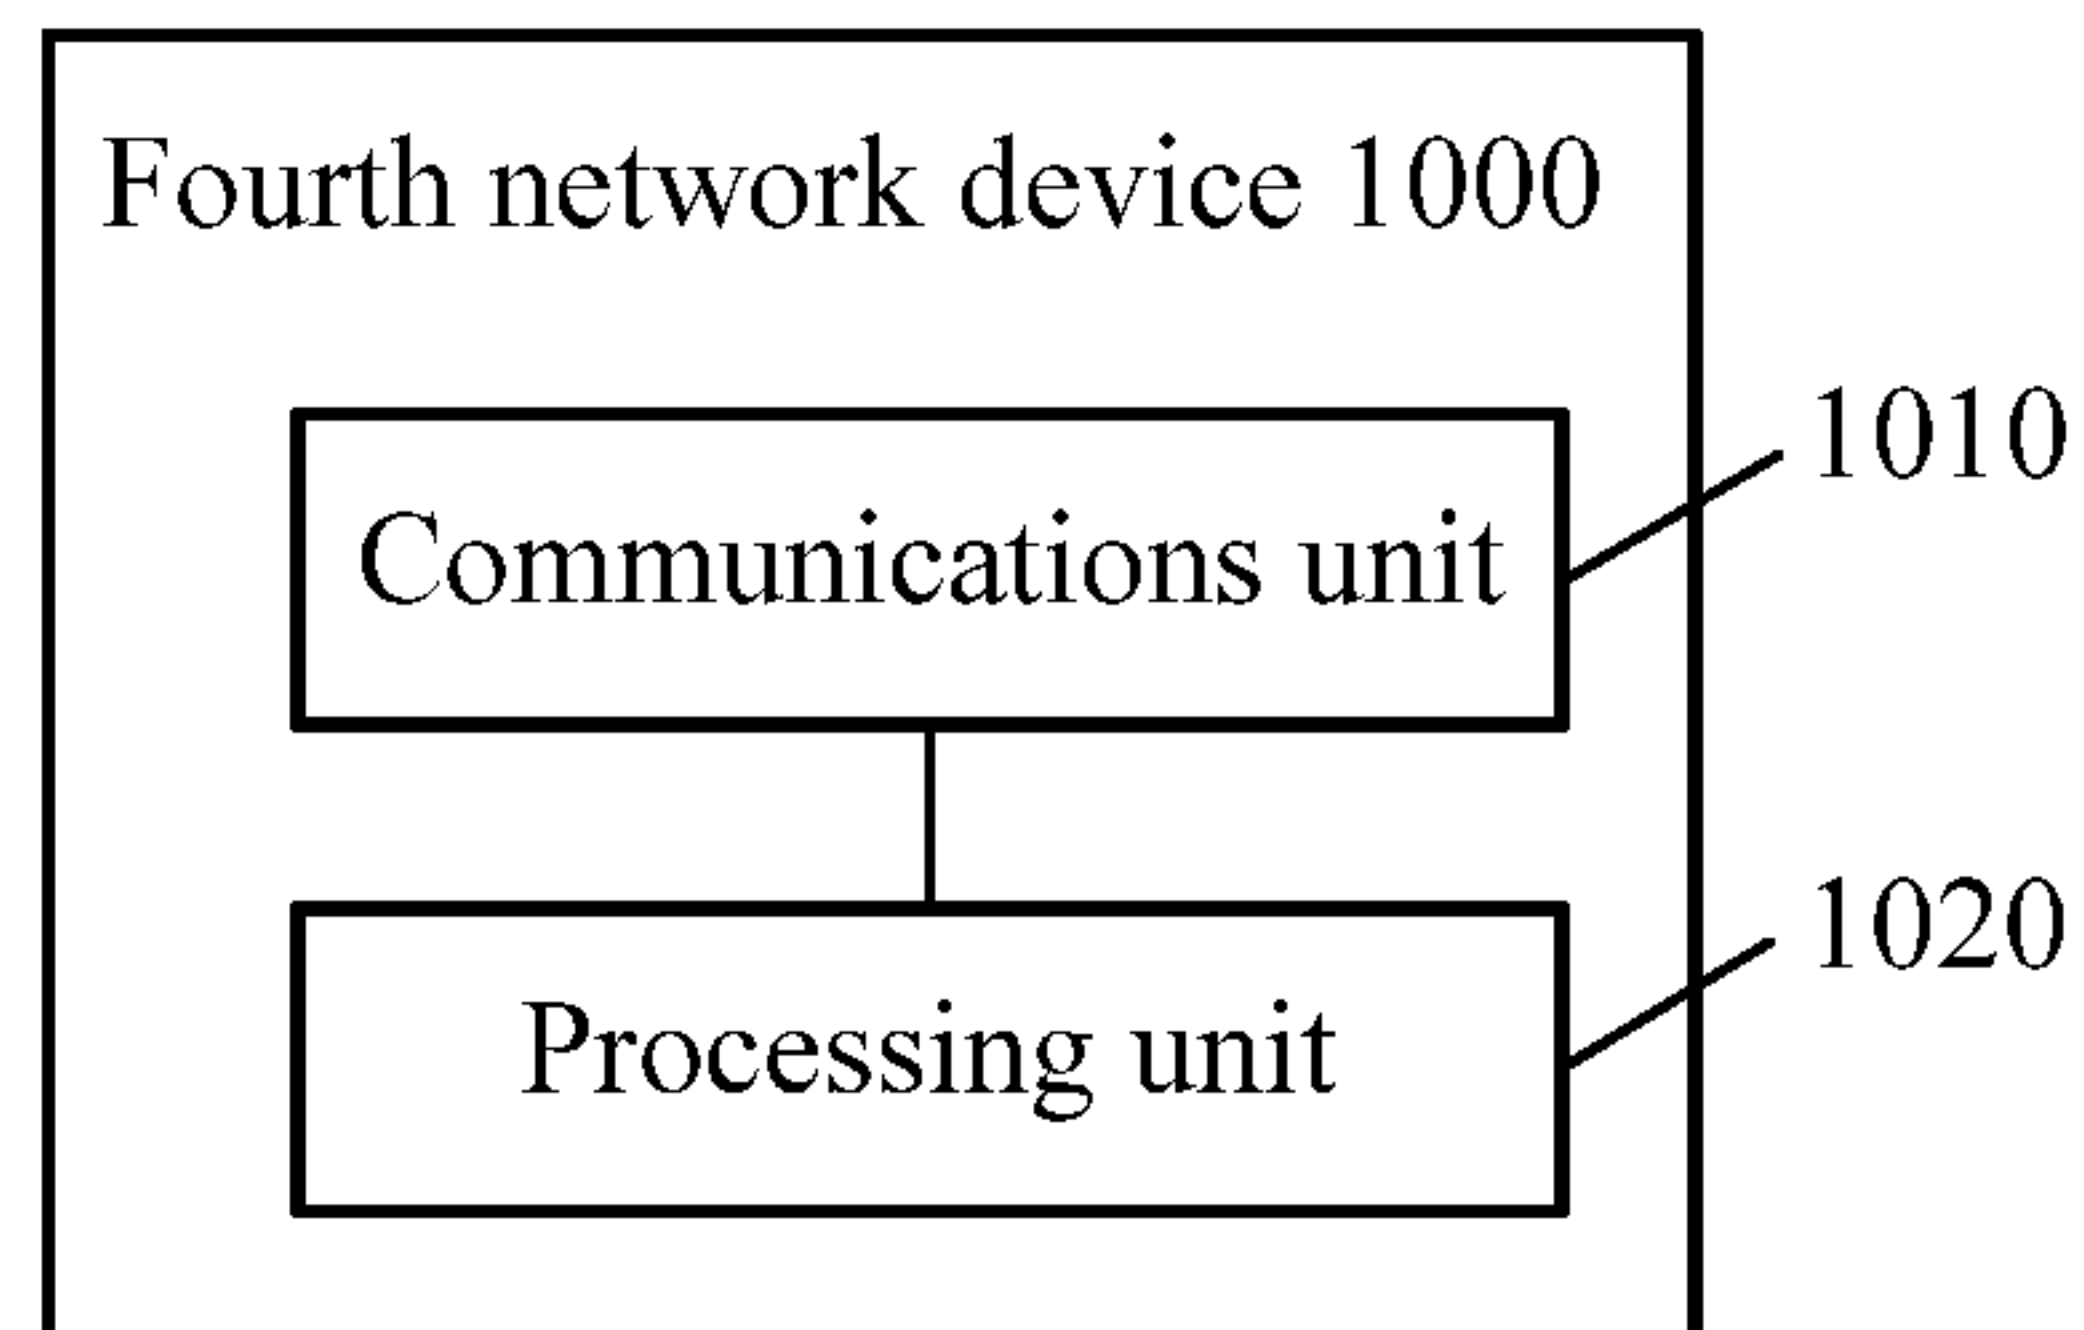 Fourth network device 1000
1010
Communications unit
1020
Processing unit